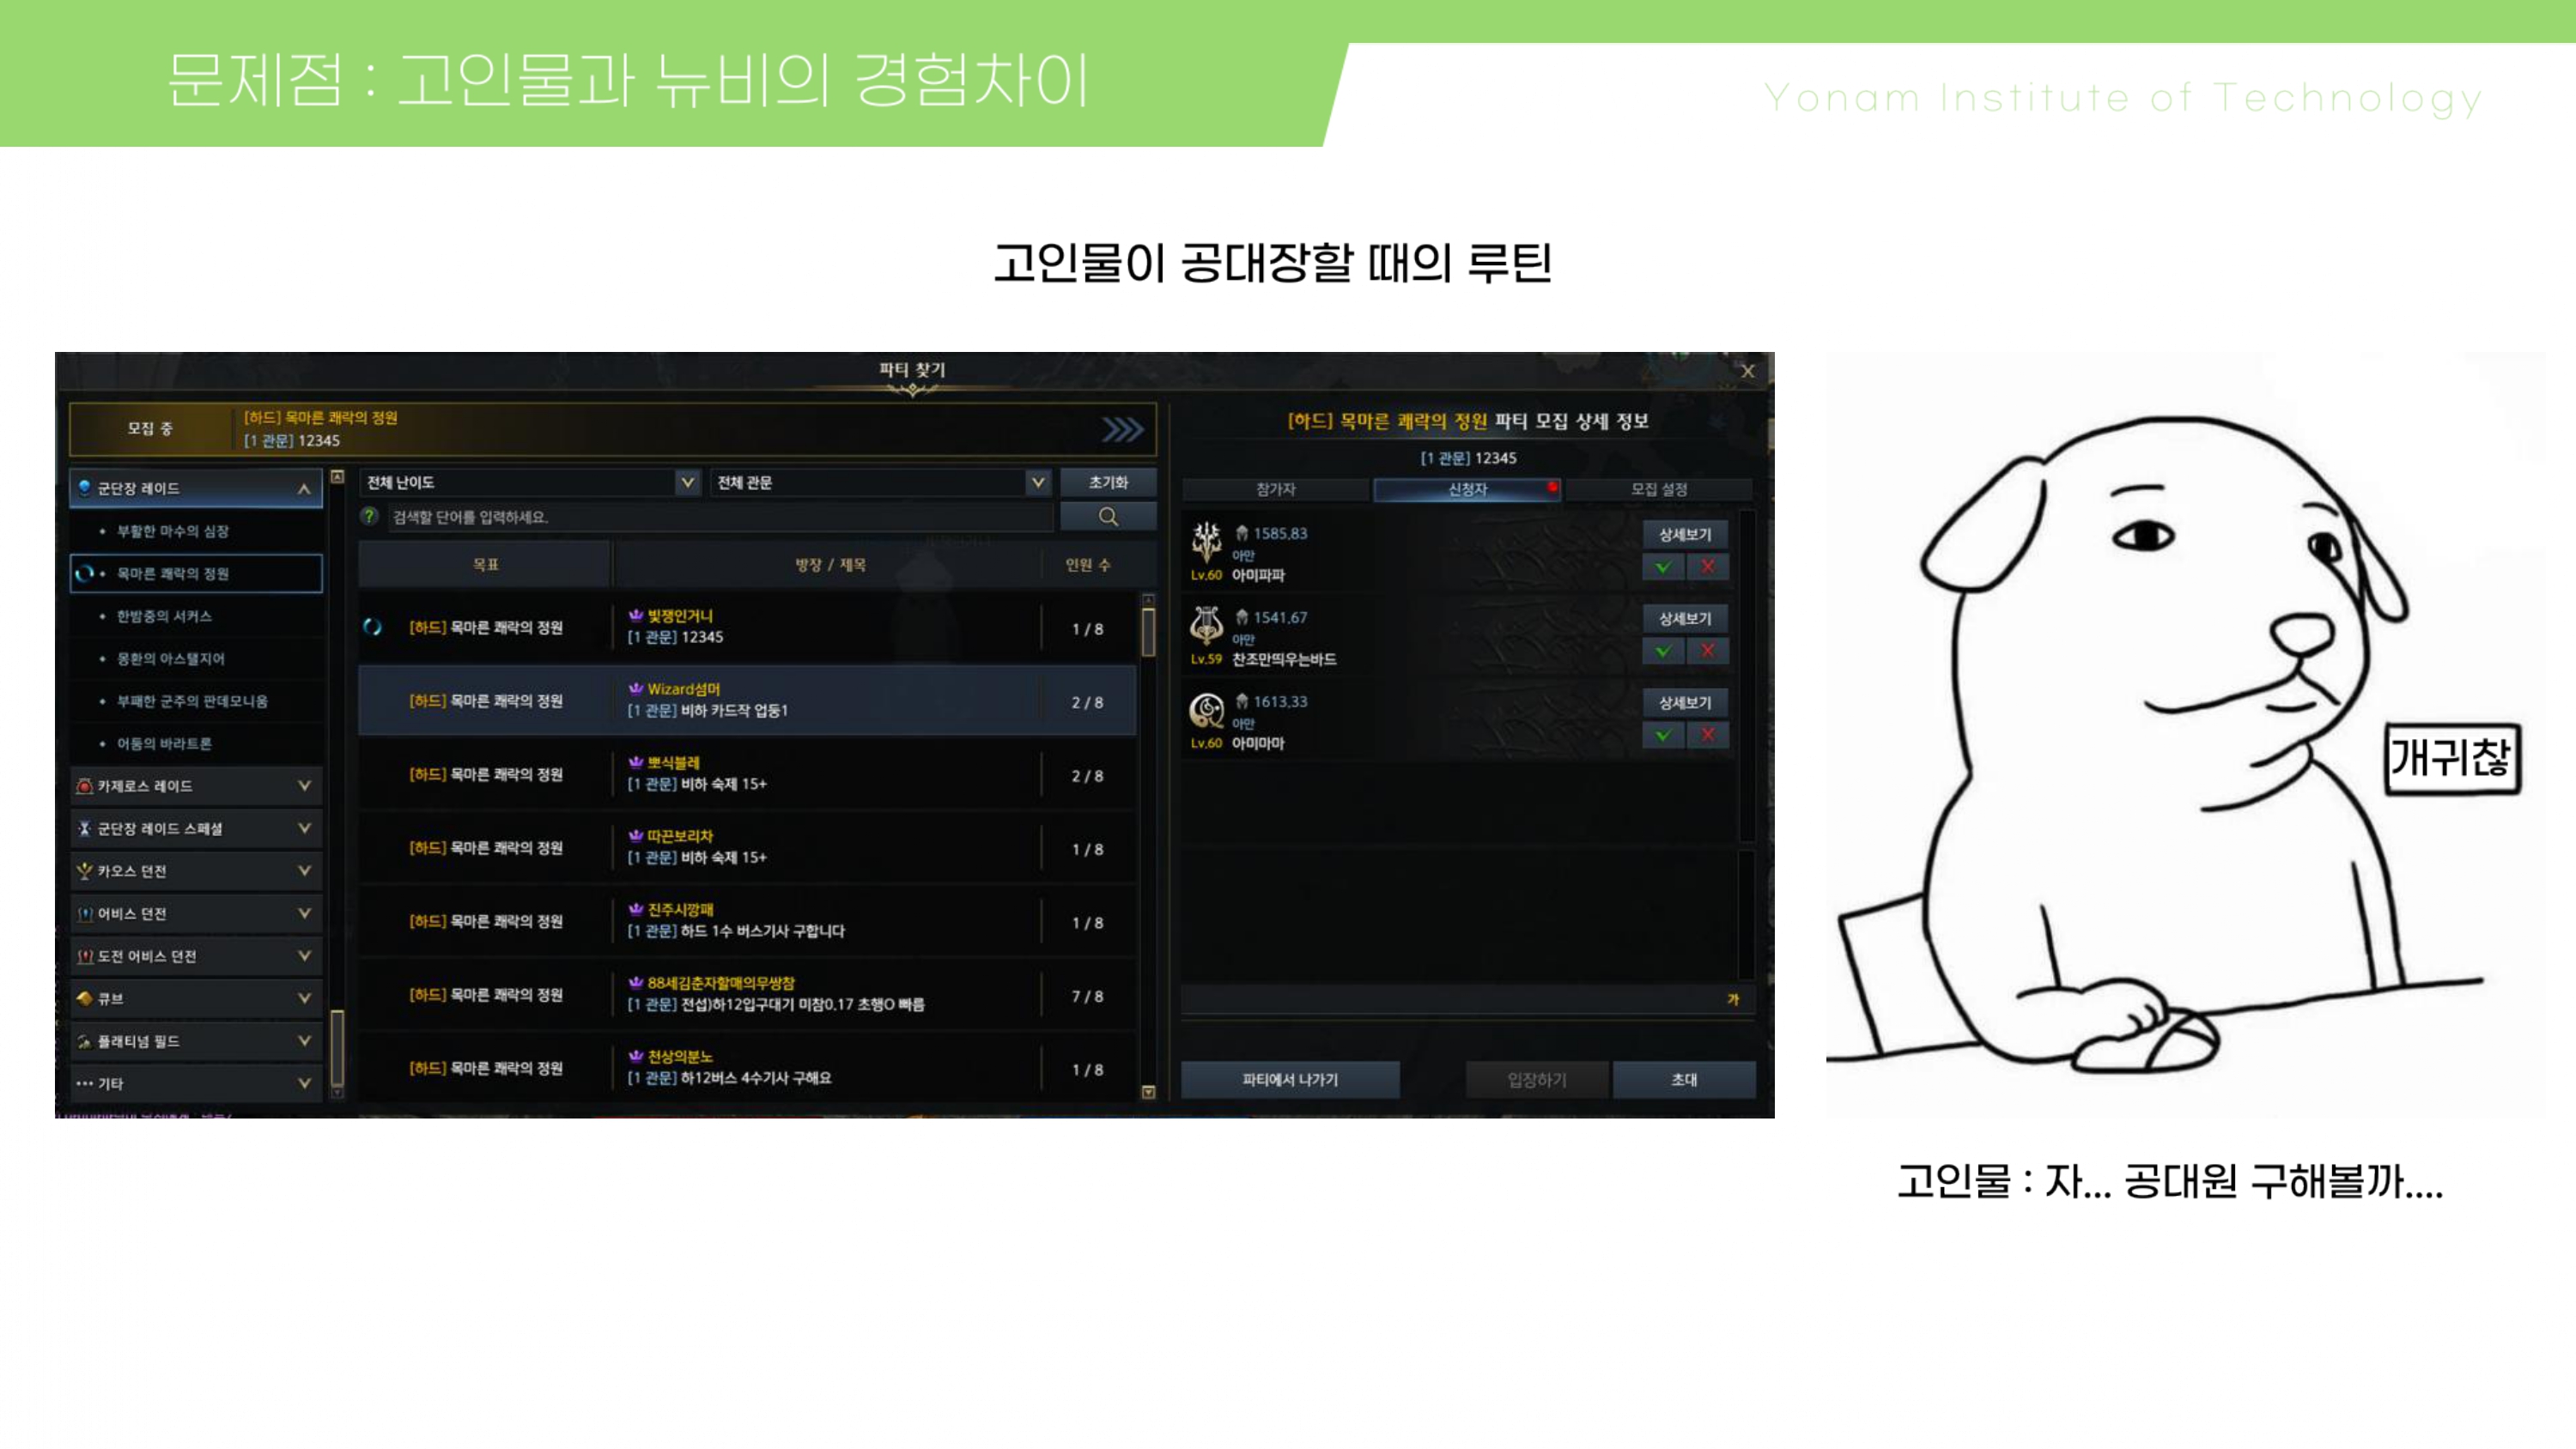 문제점 : 고인물과 뉴비의 경험차이
Yonam Institute of Technology
고인물이 공대장할 때의 루틴
파티 찾기
모집 중
[하드] 목마른 쾌락의 정원
[1 관문] 12345
군단장 레이드
부활한 마수의 심장
목마른 쾌락의 정원
한밤중의 서커스
몽환의 아스탤지어
부패한 군주의 판데모니움
어둠의 바라트론
카제로스 레이드
군단장 레이드 스페셜
카오스 던전
어비스 던전
도전 어비스 던전
큐브
플래티넘 필드
기타
전체 난이도
전체 관문
초기화
검색할 단어를 입력하세요.
목표
방장 / 제목
인원 수
[하드] 목마른 쾌락의 정원
빛쟁인거니
[1 관문] 12345
1 / 8
[하드] 목마른 쾌락의 정원
Wizard섬머
[1 관문] 비하 카드작 업둥1
2 / 8
[하드] 목마른 쾌락의 정원
뽀식블레
[1 관문] 비하 숙제 15+
2 / 8
[하드] 목마른 쾌락의 정원
따끈보리차
[1 관문] 비하 숙제 15+
1 / 8
[하드] 목마른 쾌락의 정원
진주시깡패
[1 관문] 하드 1수 버스기사 구합니다
1 / 8
[하드] 목마른 쾌락의 정원
88세김춘자할매의무쌍참
[1 관문] 전섭)하12입구대기 미참0.17 초행O 빠름
7 / 8
[하드] 목마른 쾌락의 정원
천상의분노
[1 관문] 하12버스 4수기사 구해요
1 / 8
[하드] 목마른 쾌락의 정원 파티 모집 상세 정보
[1 관문] 12345
참가자
신청자
모집 설정
1585.83
아만
Lv.60 아미파파
상세보기
1541.67
아만
Lv.59 찬조만띄우는바드
상세보기
1613.33
아만
Lv.60 아미마마
상세보기
가
파티에서 나가기
입장하기
초대
개귀찮
고인물 : 자... 공대원 구해볼까....